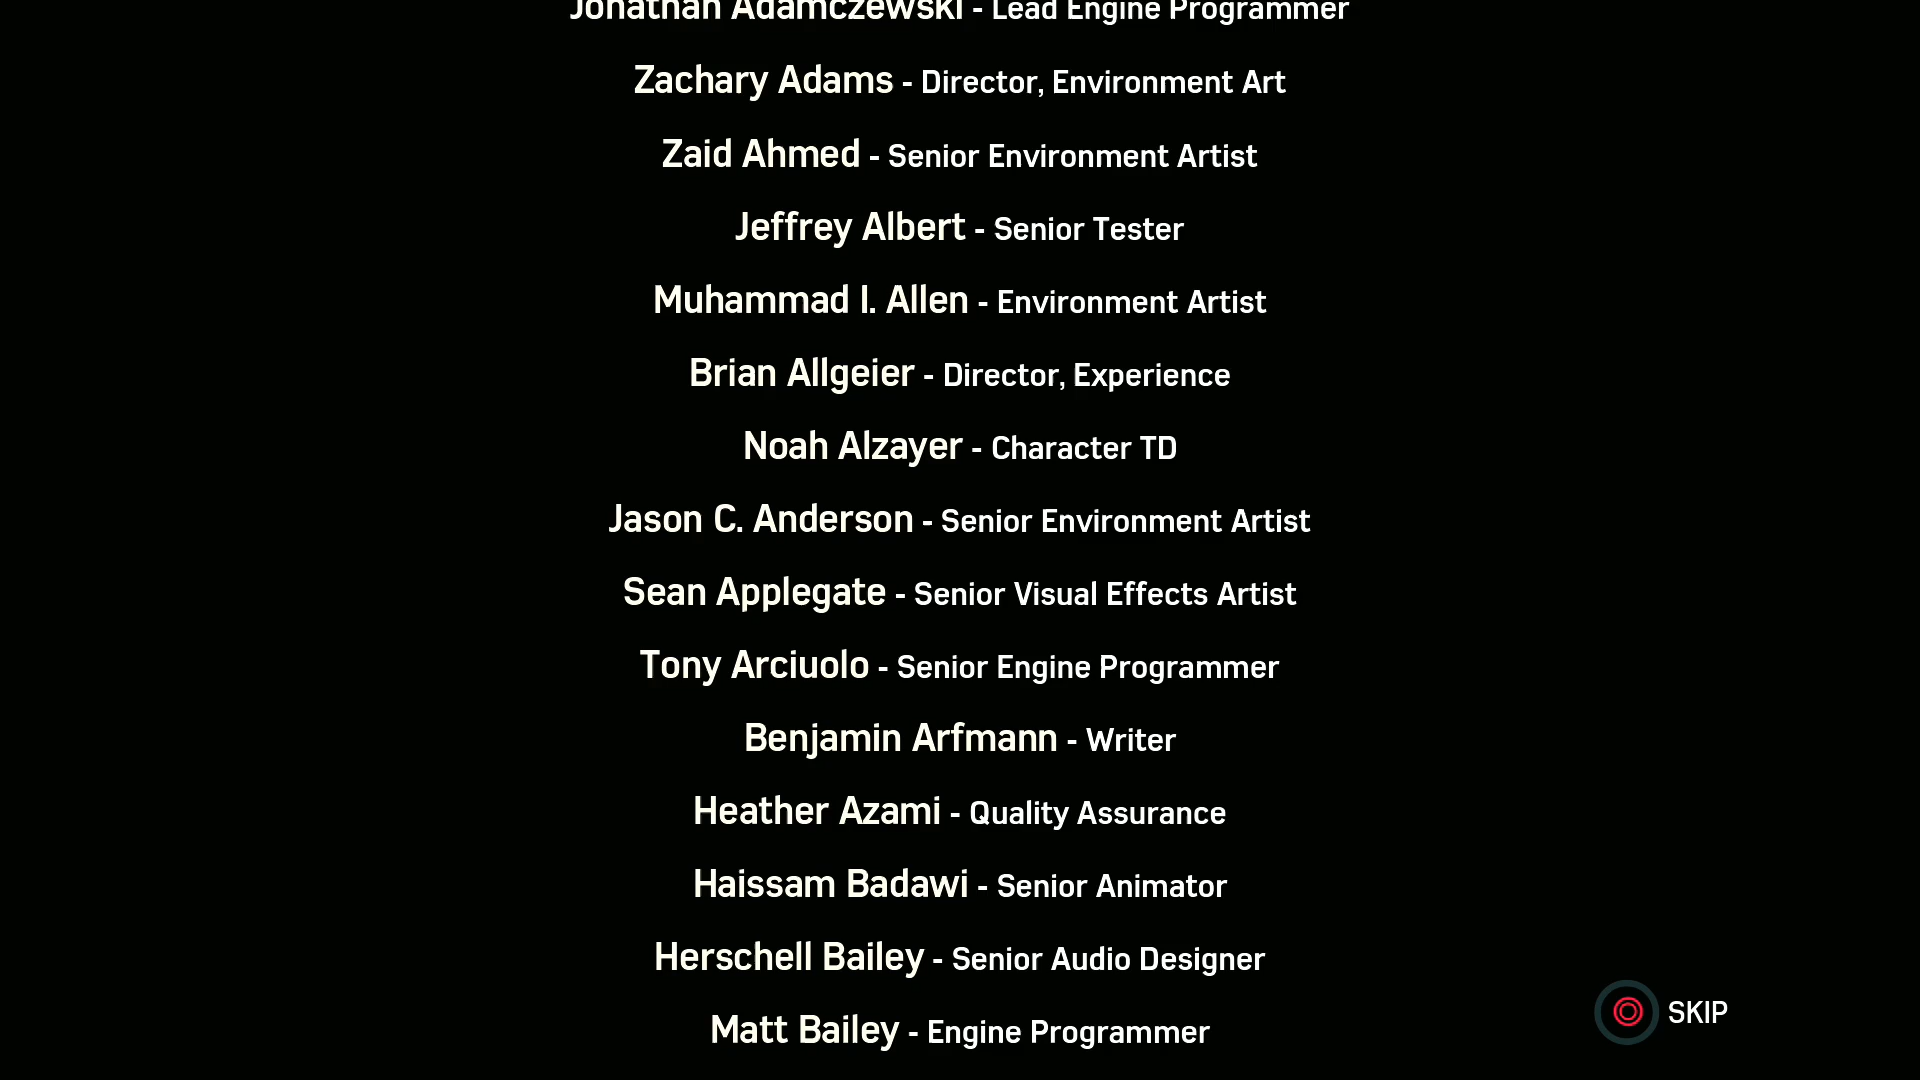 Jonathan Adamczewski - Lead Engine Programmer
Zachary Adams - Director, Environment Art
Zaid Ahmed - Senior Environment Artist
Jeffrey Albert - Senior Tester
Muhammad I. Allen - Environment Artist
Brian Allgeier - Director, Experience
Noah Alzayer - Character TD
Jason C. Anderson - Senior Environment Artist
Sean Applegate - Senior Visual Effects Artist
Tony Arciuolo - Senior Engine Programmer
Benjamin Arfmann - Writer
Heather Azami - Quality Assurance
Haissam Badawi - Senior Animator
Herschell Bailey - Senior Audio Designer
Matt Bailey - Engine Programmer
SKIP